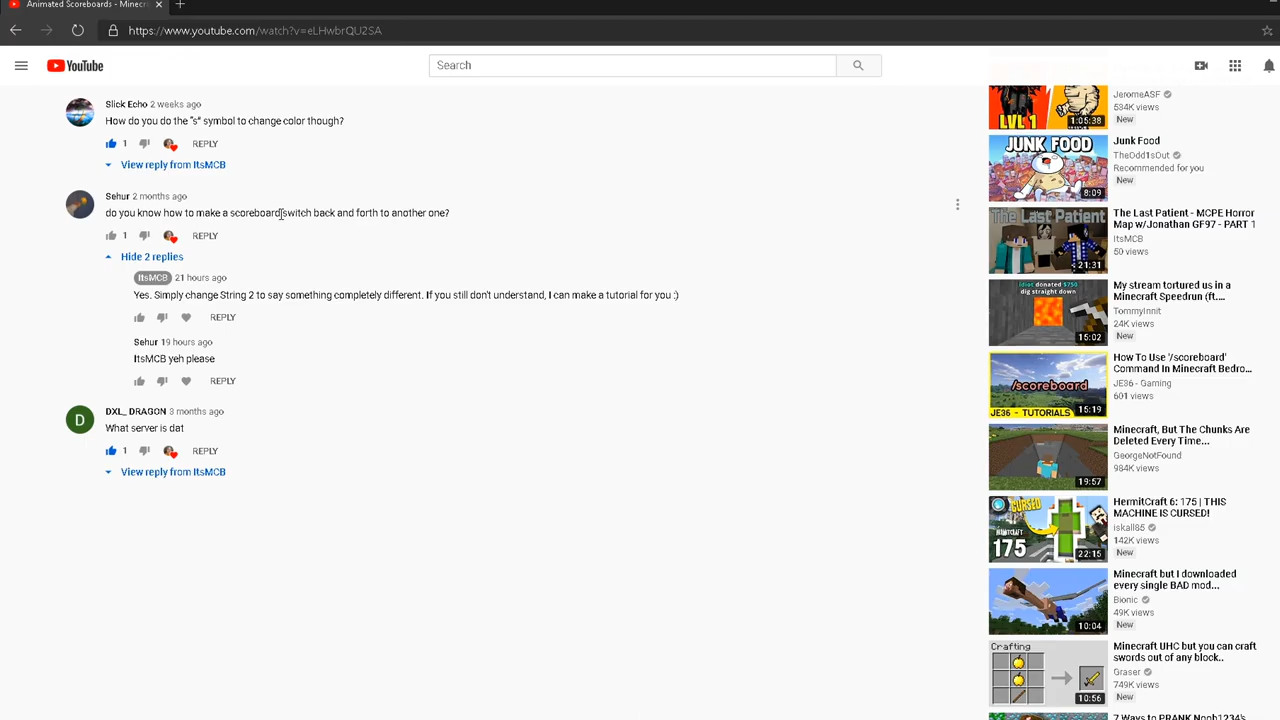 Animated Scoreboards - Minecr
https://www.youtube.com/watch?v=eLHwbrQU2SA
YouTube
Search
Slick Echo 2 weeks ago
How do you do the "s" symbol to change color though?
1
REPLY
View reply from ItsMCB
Sehur 2 months ago
do you know how to make a scoreboard switch back and forth to another one?
1
REPLY
Hide 2 replies
ItsMCB 21 hours ago
Yes. Simply change String 2 to say something completely different. If you still don't understand, I can make a tutorial for you :)
REPLY
Sehur 19 hours ago
ItsMCB yeh please
REPLY
D
DXL_ DRAGON 3 months ago
What server is dat
1
REPLY
View reply from ItsMCB
LVL 1
1:05:38
JeromeASF
534K views
New
JUNK FOOD
8:09
Junk Food
TheOdd1sOut
Recommended for you
New
The Last Patient
21:31
The Last Patient - MCPE Horror
Map w/Jonathan GF97 - PART 1
ItsMCB
50 views
Idiot donated $750
dig straight down
15:02
My stream tortured us in a
Minecraft Speedrun (ft....
TommyInnit
24K views
New
/scoreboard
JE36 - TUTORIALS
15:19
How To Use '/scoreboard'
Command In Minecraft Bedro...
JE36 - Gaming
601 views
19:57
Minecraft, But The Chunks Are
Deleted Every Time...
GeorgeNotFound
984K views
CURSED
HERMITCRAFT
175
22:15
HermitCraft 6: 175 | THIS
MACHINE IS CURSED!
iskall85
142K views
New
10:04
Minecraft but I downloaded
every single BAD mod...
Bionic
49K views
New
Crafting
10:56
Minecraft UHC but you can craft
swords out of any block..
Graser
749K views
New
7 Ways to PRANK Noob1234's